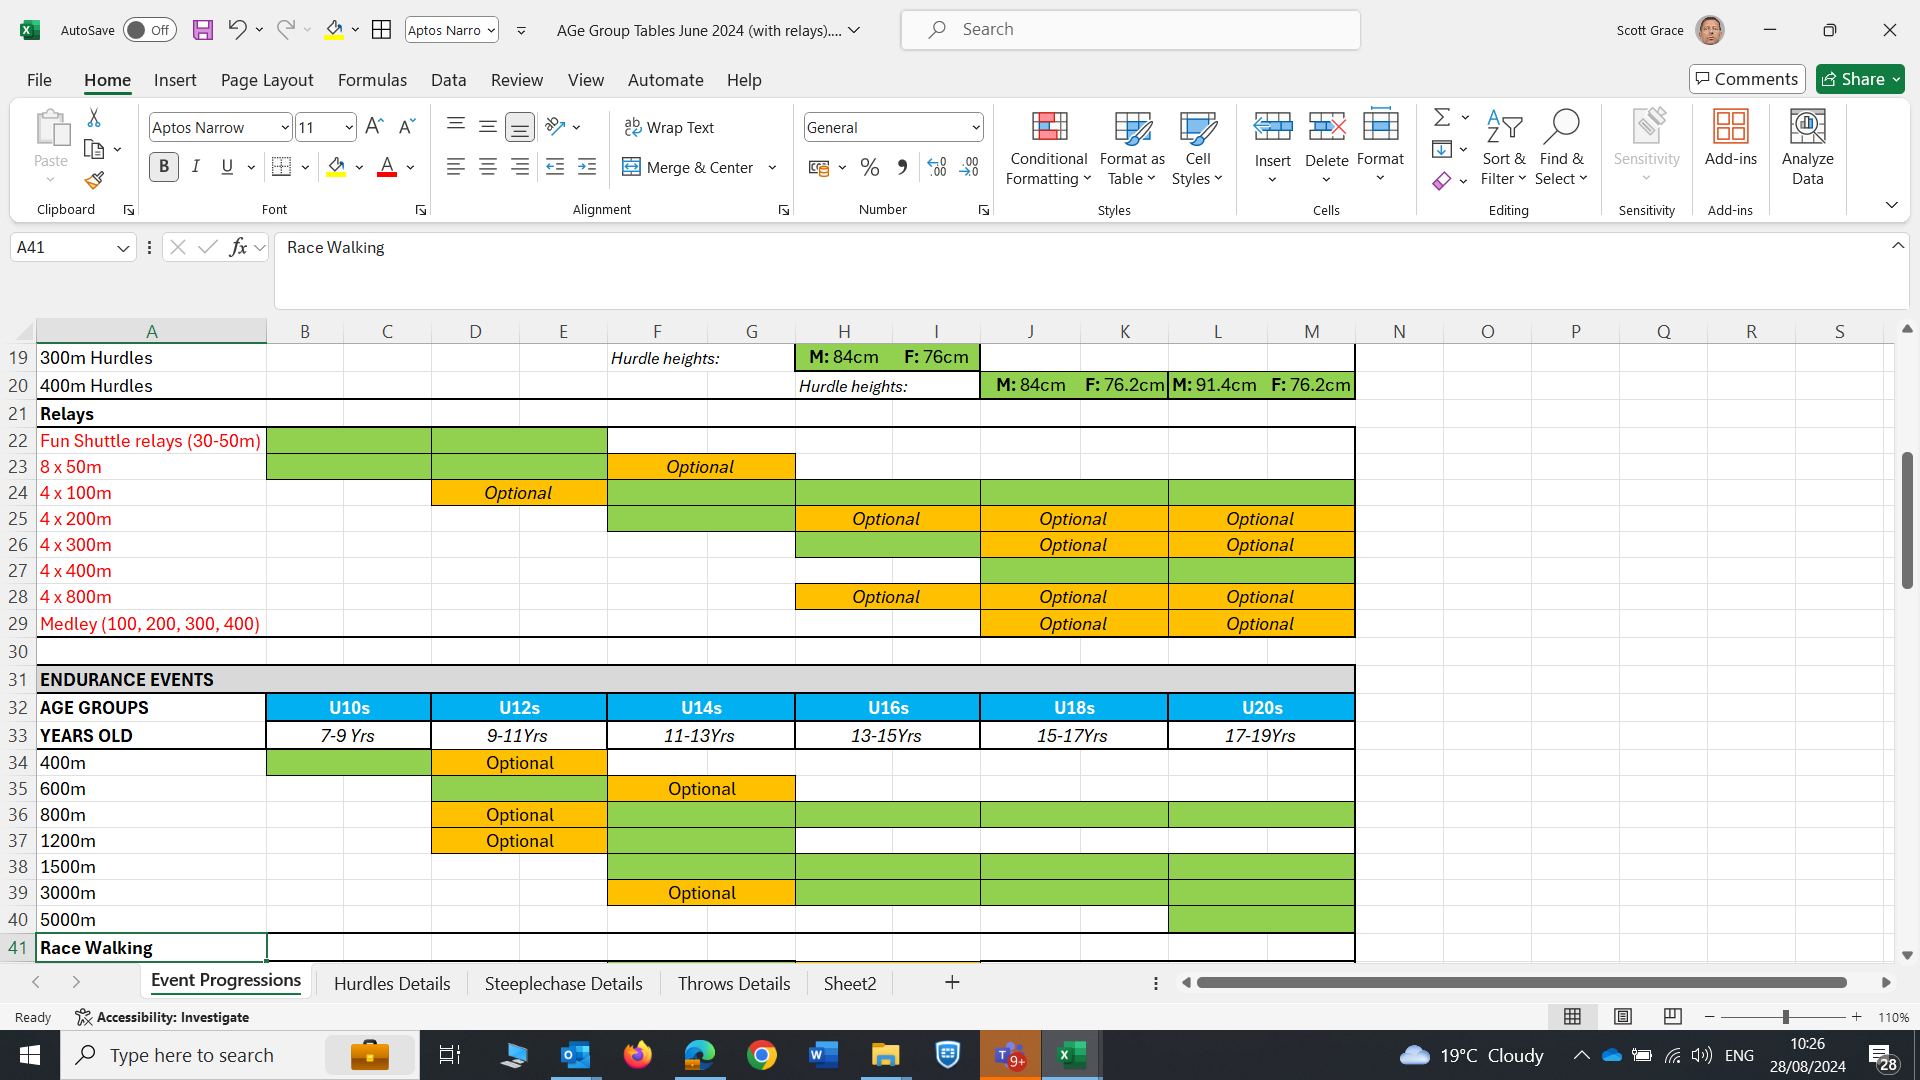 AutoSave Off Aptos Narro AGe Group Tables June 2024 (with relays).... Search Scott Grace
File Home Insert Page Layout Formulas Data Review View Automate Help Comments Share
Paste Aptos Narrow 11 Wrap Text General Conditional Formatting Format as Table Cell Styles Insert Delete Format Sort & Filter Find & Select Sensitivity Add-ins Analyze Data
B I U A Merge & Center % 
Clipboard Font Alignment Number Styles Cells Editing Sensitivity Add-ins
A41 fx Race Walking
A B C D E F G H I J K L M N O P Q R S
19 300m Hurdles Hurdle heights: M: 84cm F: 76cm
20 400m Hurdles Hurdle heights: M: 84cm F: 76.2cm M: 91.4cm F: 76.2cm
21 Relays
22 Fun Shuttle relays (30-50m)
23 8 x 50m Optional
24 4 x 100m Optional
25 4 x 200m Optional Optional Optional
26 4 x 300m Optional Optional
27 4 x 400m
28 4 x 800m Optional Optional Optional
29 Medley (100, 200, 300, 400) Optional Optional
30
31 ENDURANCE EVENTS
32 AGE GROUPS U10s U12s U14s U16s U18s U20s
33 YEARS OLD 7-9 Yrs 9-11Yrs 11-13Yrs 13-15Yrs 15-17Yrs 17-19Yrs
34 400m Optional
35 600m Optional
36 800m Optional
37 1200m Optional
38 1500m
39 3000m Optional
40 5000m
41 Race Walking
Event Progressions Hurdles Details Steeplechase Details Throws Details Sheet2
Ready Accessibility: Investigate 110%
Type here to search 9+ 19°C Cloudy ENG 10:26
28/08/2024 28